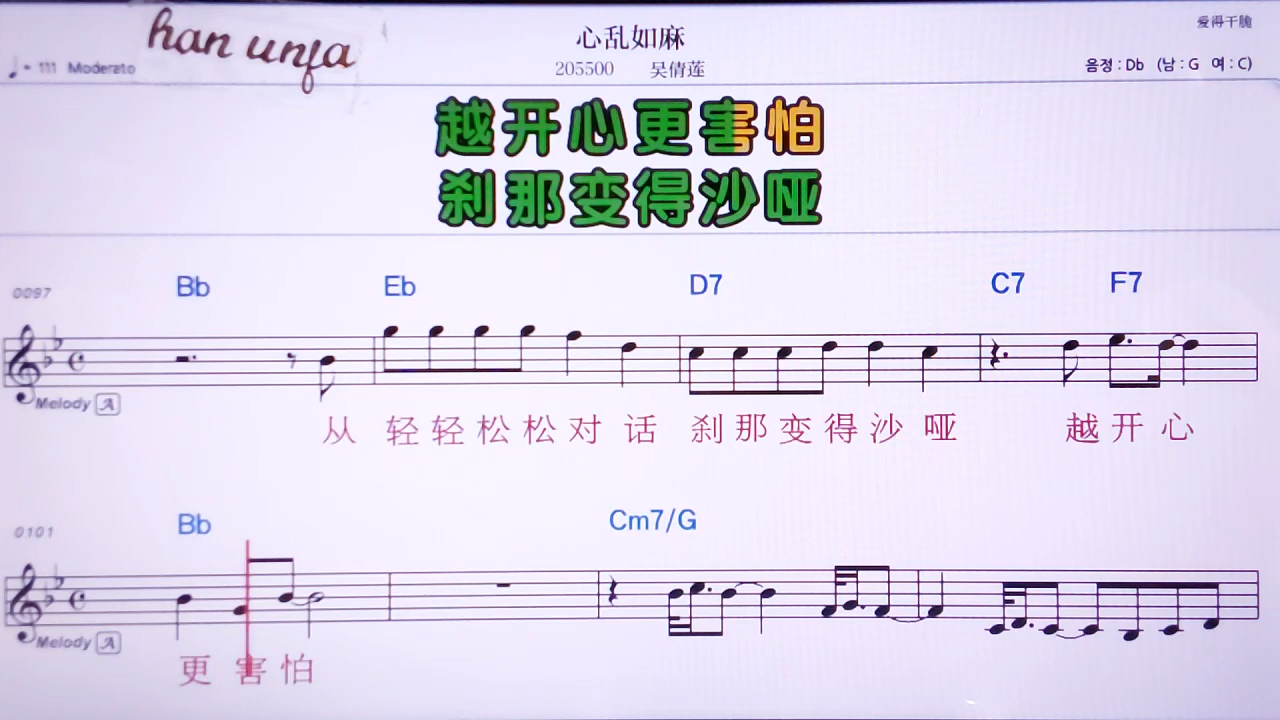 han unfa
心乱如麻
爱得干脆
♩= 111 Moderato
205500 吴倩莲
음정 : Db (남 : G 여 : C)
越开心更害怕
刹那变得沙哑
0097 Bb Eb D7 C7 F7
Melody A
从 轻 轻 松 松 对 话 刹 那 变 得 沙 哑 越 开 心
0101 Bb Cm7/G
Melody A
更 害 怕